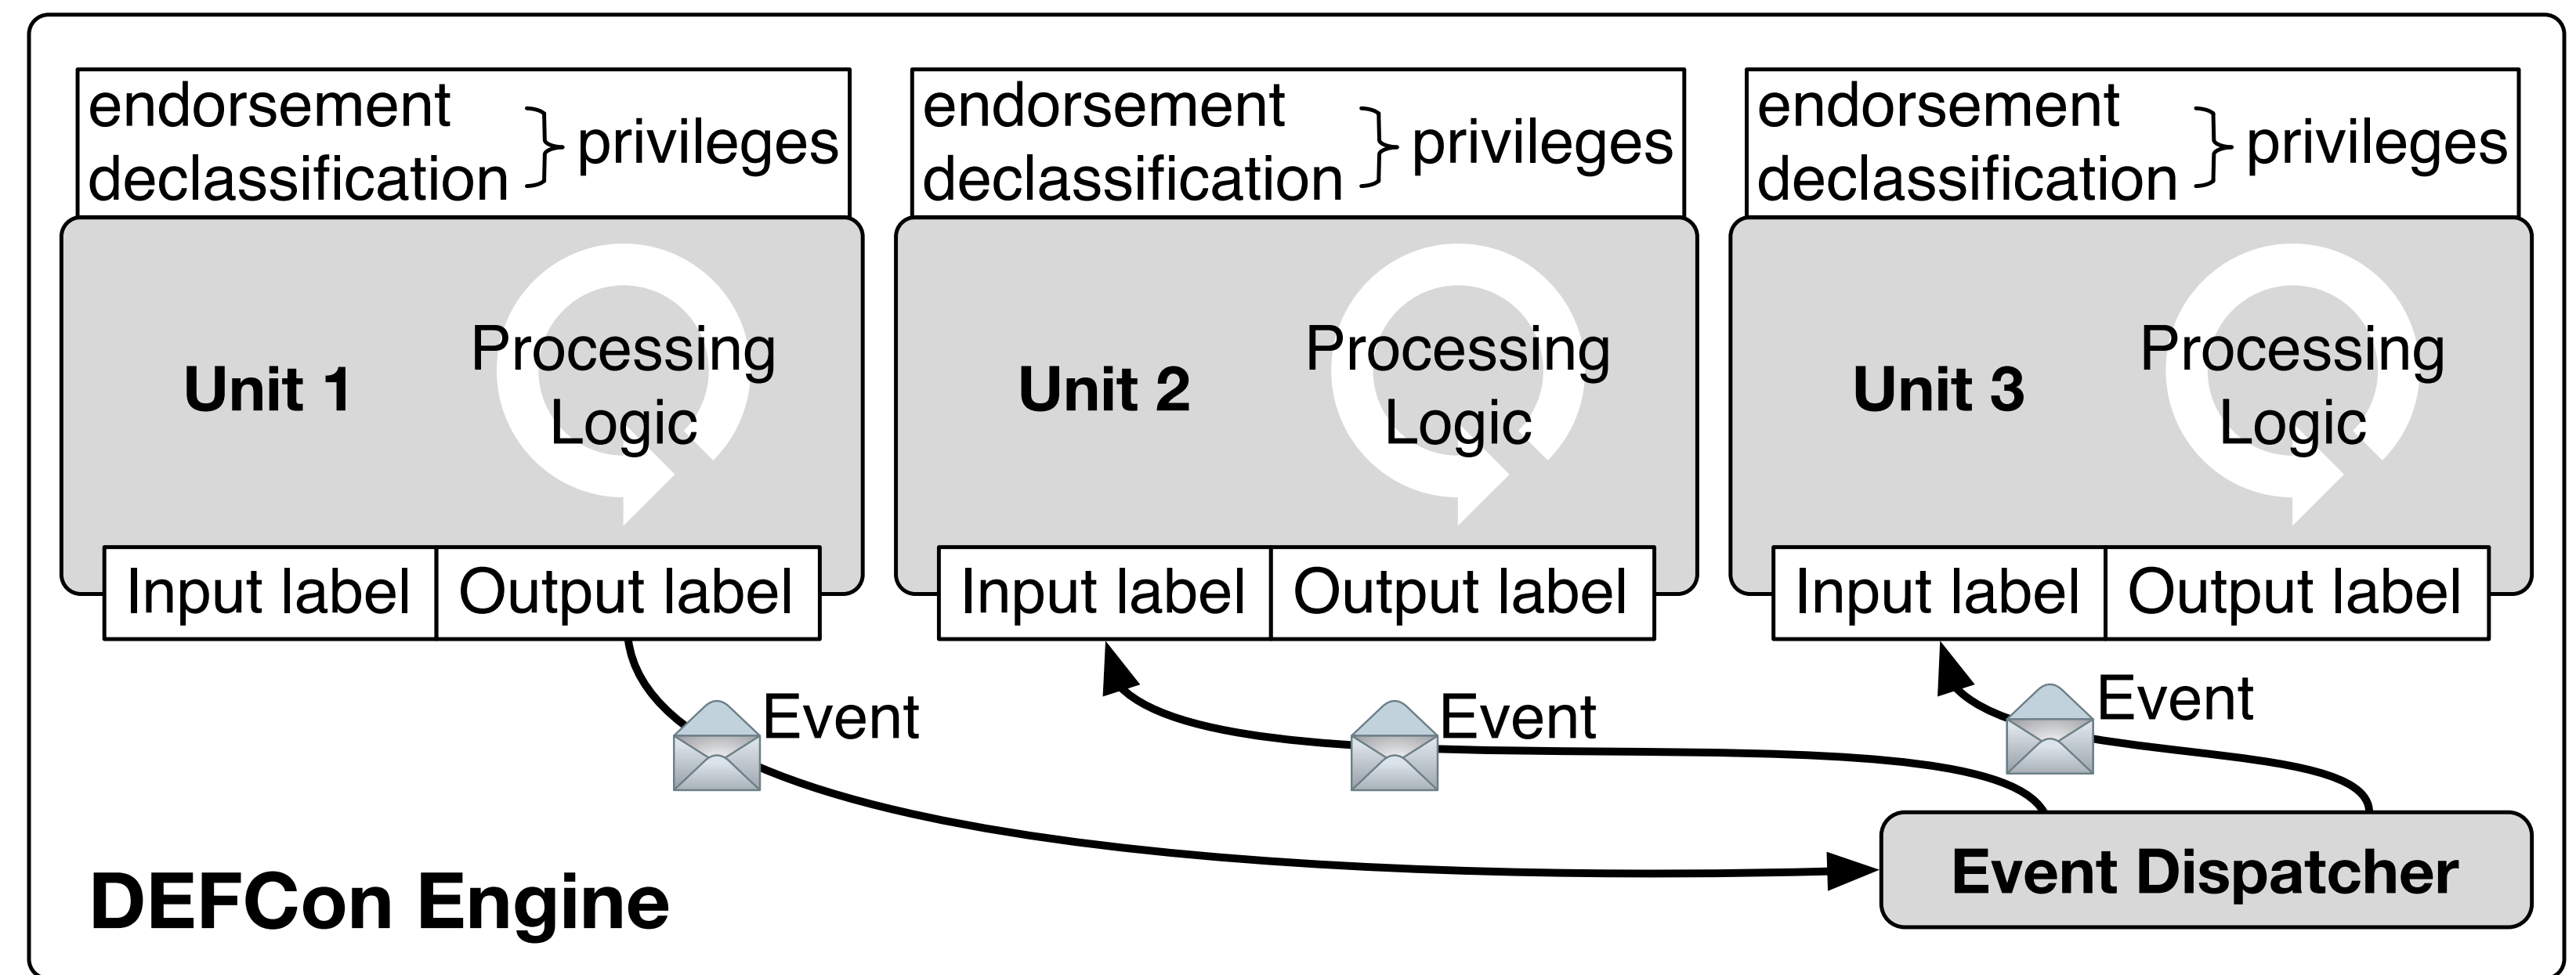 endorsement
declassification
privileges
endorsement
declassification
privileges
endorsement
declassification
privileges
Unit 1
Processing
Logic
Unit 2
Processing
Logic
Unit 3
Processing
Logic
Input label
Output label
Input label
Output label
Input label
Output label
Event
Event
Event
DEFCon Engine
Event Dispatcher